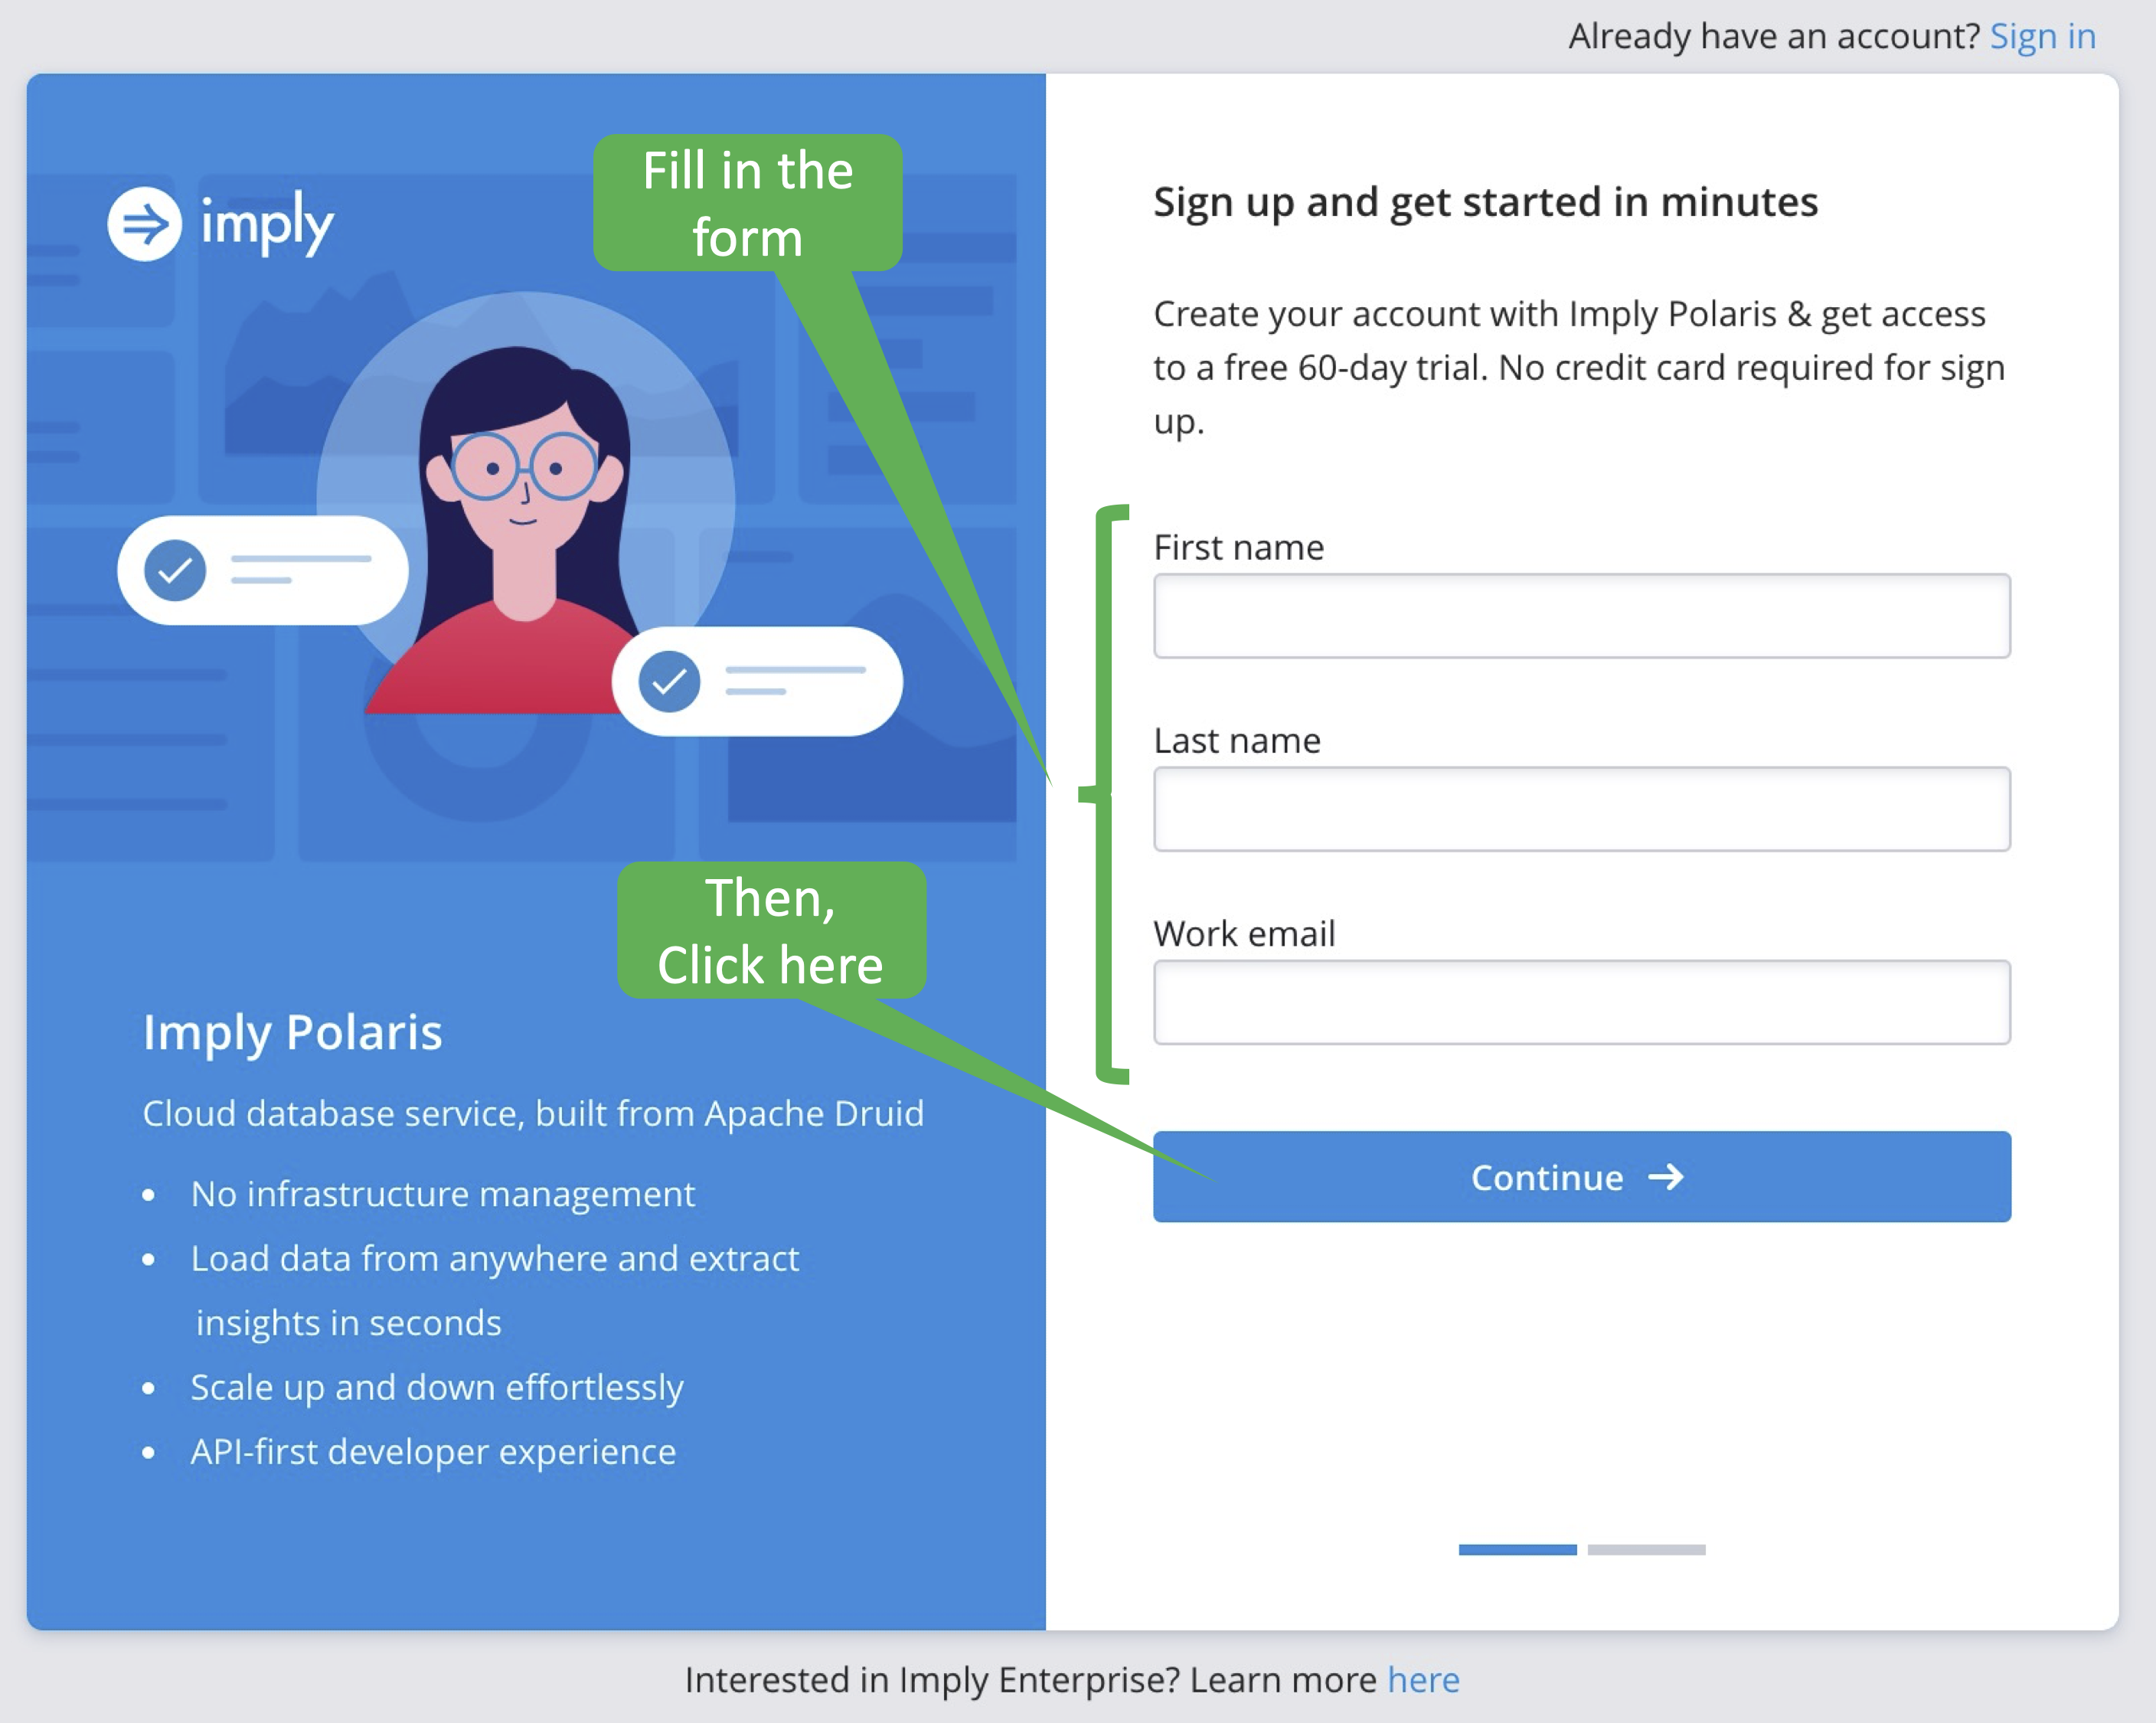 Already have an account? Sign in
imply
Fill in the
form
Then,
Click here
Imply Polaris
Cloud database service, built from Apache Druid
• No infrastructure management
• Load data from anywhere and extract
insights in seconds
• Scale up and down effortlessly
• API-first developer experience
Sign up and get started in minutes
Create your account with Imply Polaris & get access
to a free 60-day trial. No credit card required for sign
up.
First name
Last name
Work email
Continue →
Interested in Imply Enterprise? Learn more here